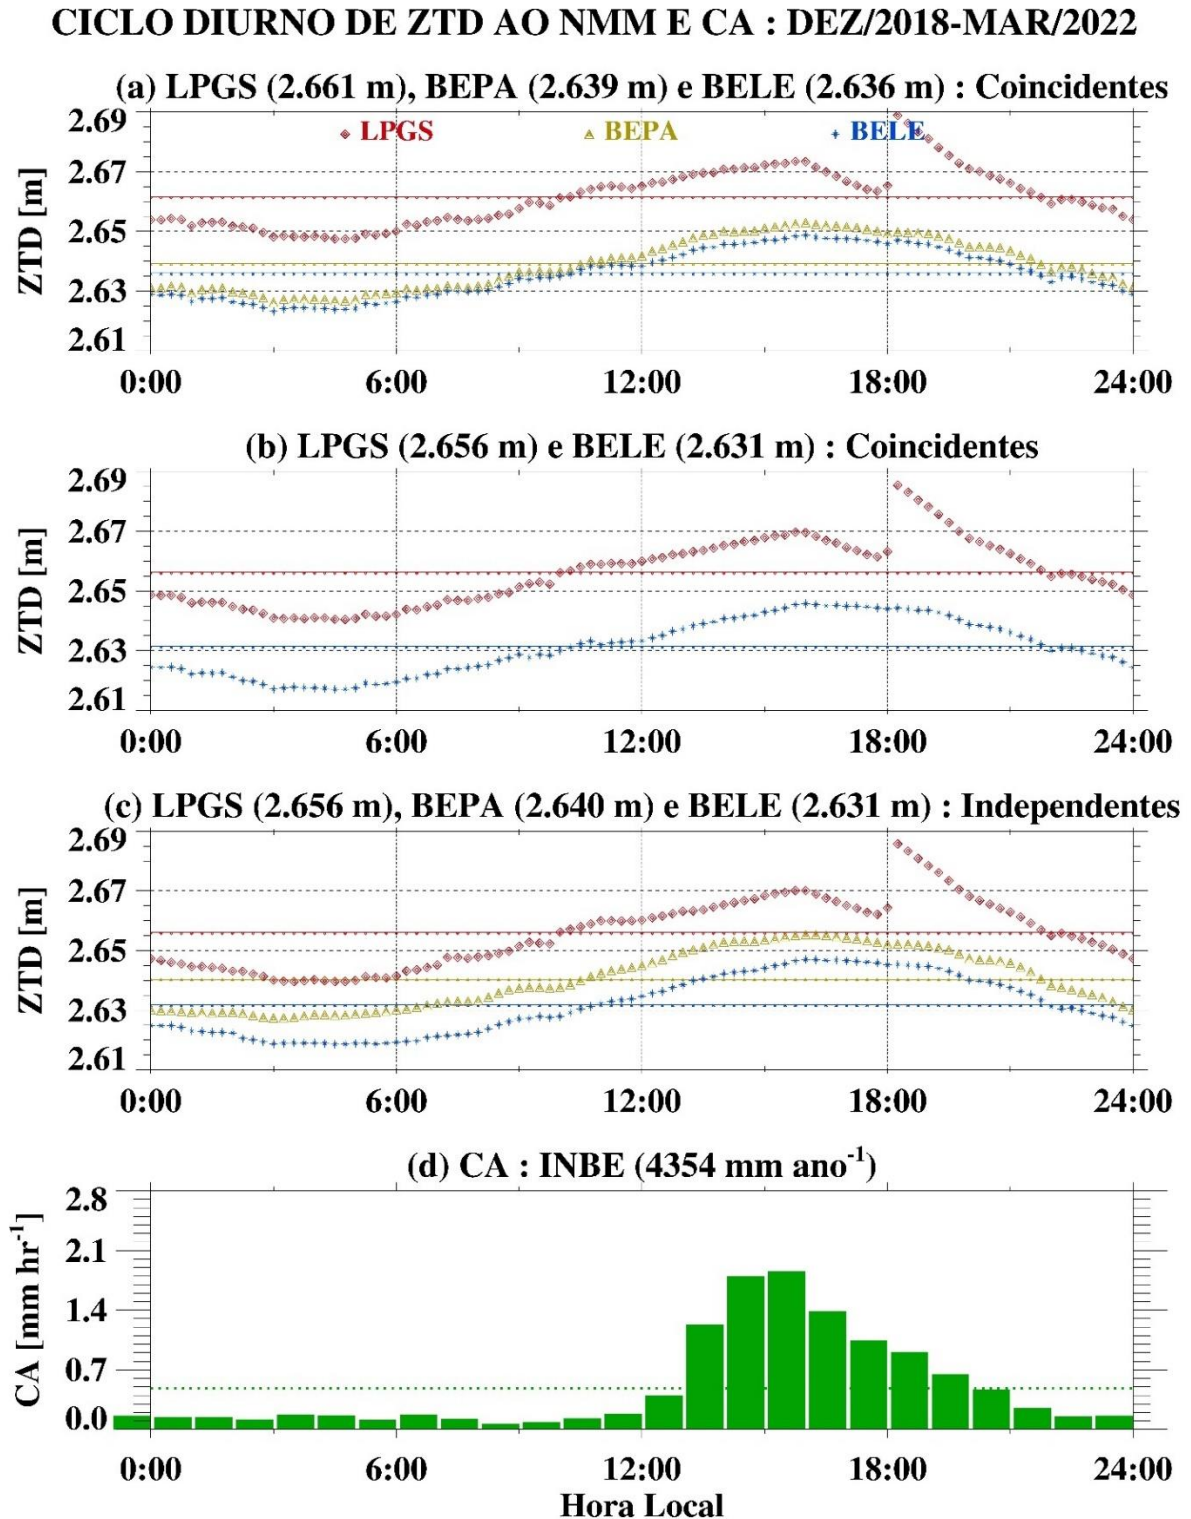 CICLO DIURNO DE ZTD AO NMM E CA : DEZ/2018-MAR/2022
(a) LPGS (2.661 m), BEPA (2.639 m) e BELE (2.636 m) : Coincidentes
LPGS BEPA BELE
ZTD [m]
2.69
2.67
2.65
2.63
2.61
0:00 6:00 12:00 18:00 24:00
(b) LPGS (2.656 m) e BELE (2.631 m) : Coincidentes
ZTD [m]
2.69
2.67
2.65
2.63
2.61
0:00 6:00 12:00 18:00 24:00
(c) LPGS (2.656 m), BEPA (2.640 m) e BELE (2.631 m) : Independentes
ZTD [m]
2.69
2.67
2.65
2.63
2.61
0:00 6:00 12:00 18:00 24:00
(d) CA : INBE (4354 mm ano⁻¹)
CA [mm hr⁻¹]
2.8
2.1
1.4
0.7
0.0
0:00 6:00 12:00 18:00 24:00
Hora Local